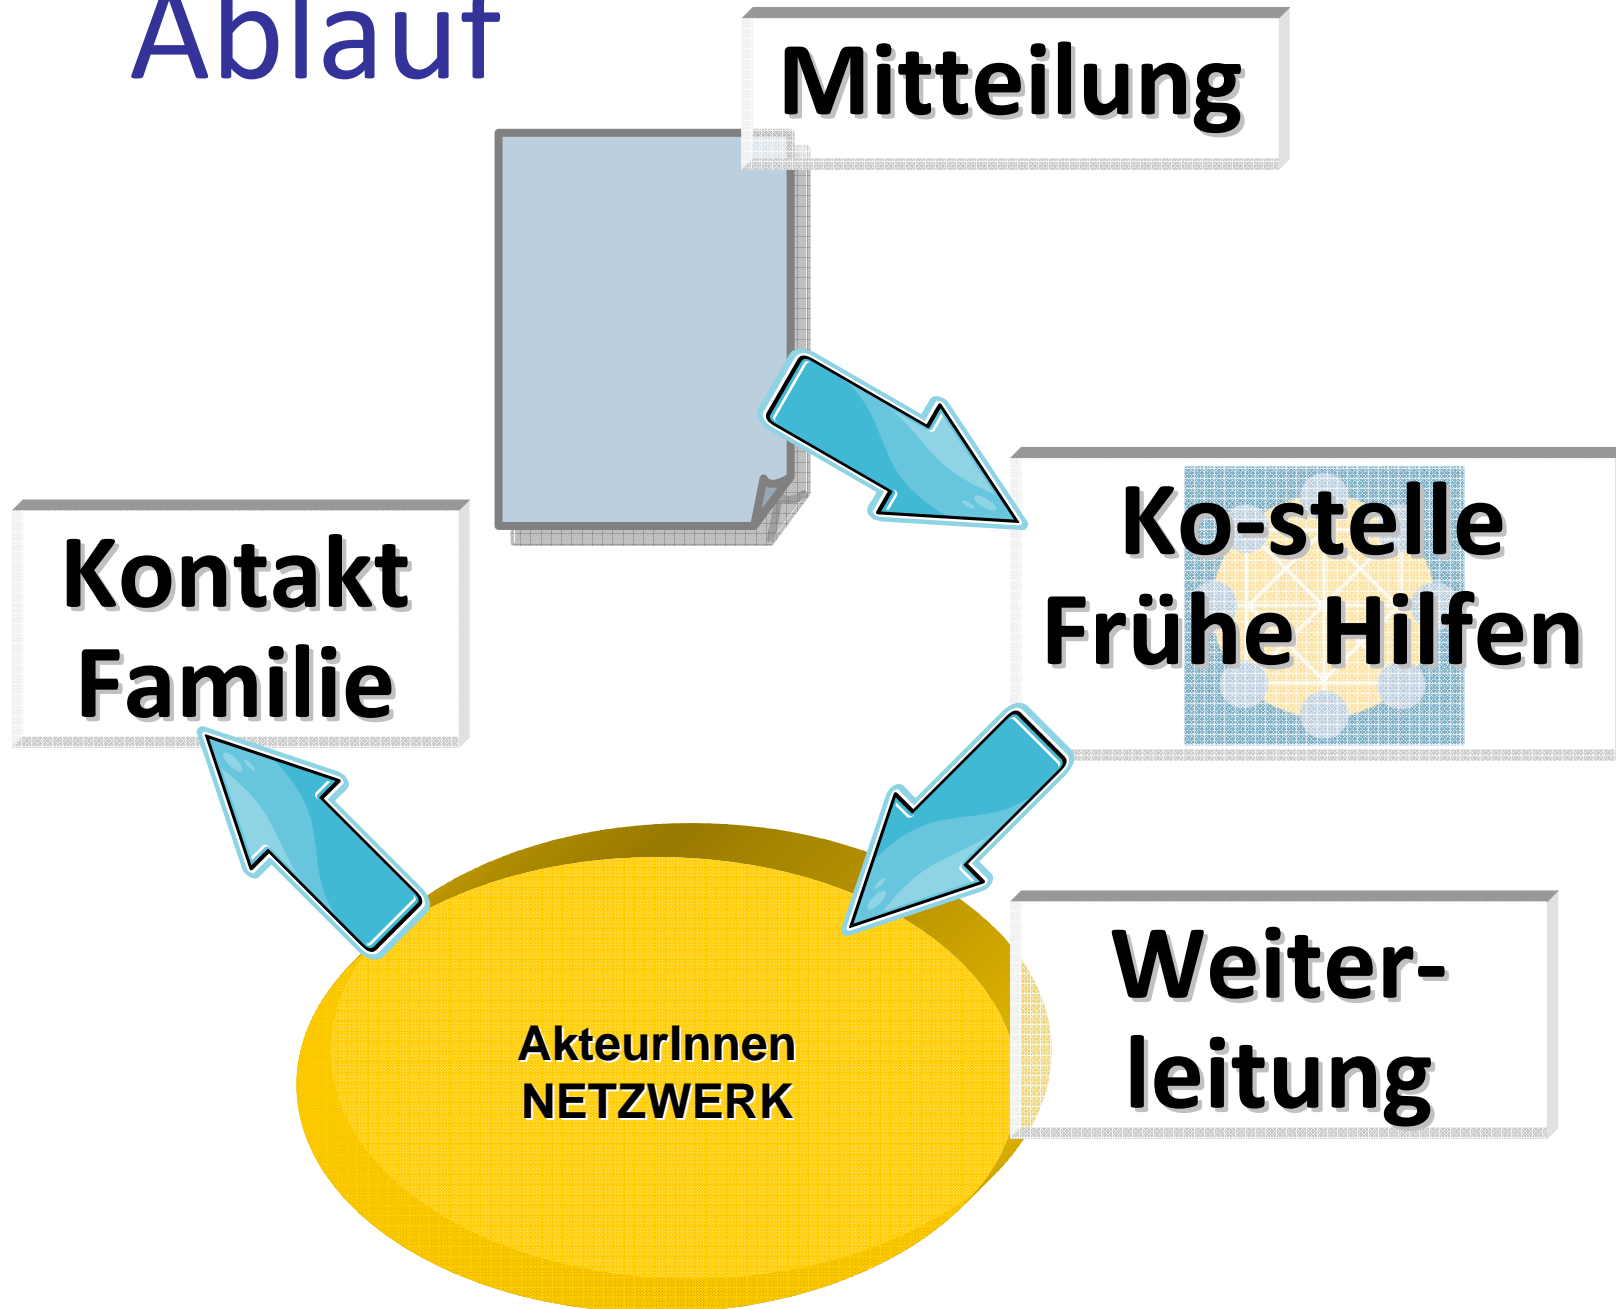 Ablauf
Mitteilung
Ko-stelle
Frühe Hilfen
Kontakt
Familie
Weiter-
leitung
AkteurInnen
NETZWERK